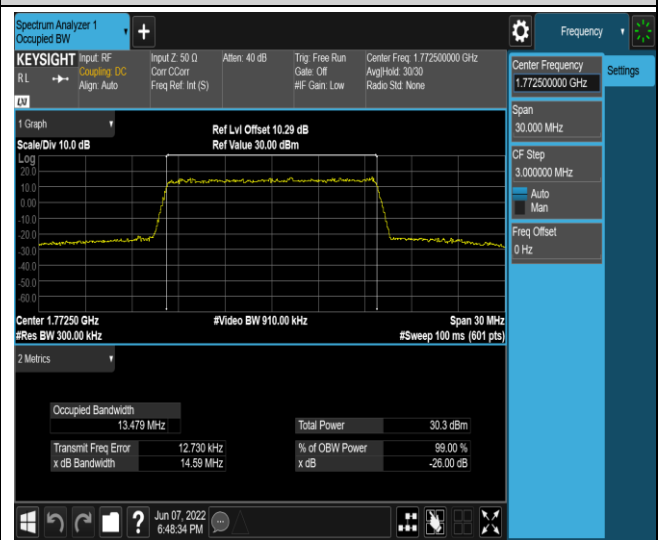 Spectrum Analyzer 1
Occupied BW
Frequency
KEYSIGHT Input: RF Input Z: 50 Ω Atten: 40 dB Trig: Free Run Center Freq: 1.772500000 GHz
RL Coupling: DC Corr CCorr Gate: Off Avg|Hold: 30/30
Align: Auto Freq Ref: Int (S) #IF Gain: Low Radio Std: None
LXI
1 Graph
Ref Lvl Offset 10.29 dB
Scale/Div 10.0 dB Ref Value 30.00 dBm
Log
20.0
10.0
0.00
-10.0
-20.0
-30.0
-40.0
-50.0
-60.0
Center 1.77250 GHz #Video BW 910.00 kHz Span 30 MHz
#Res BW 300.00 kHz #Sweep 100 ms (601 pts)
2 Metrics
Occupied Bandwidth
13.479 MHz Total Power 30.3 dBm
Transmit Freq Error 12.730 kHz % of OBW Power 99.00 %
x dB Bandwidth 14.59 MHz x dB -26.00 dB
Jun 07, 2022
6:48:34 PM
Center Frequency
1.772500000 GHz
Settings
Span
30.000 MHz
CF Step
3.000000 MHz
Auto
Man
Freq Offset
0 Hz